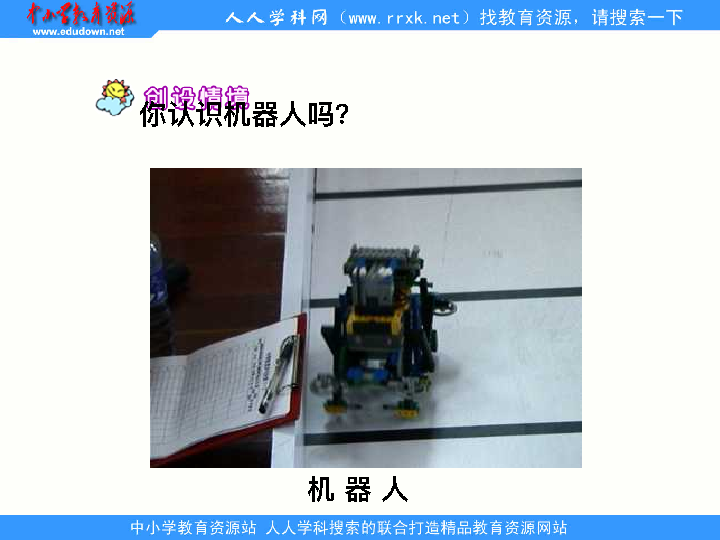 中小学教育资源
www.edudown.net
人人学科网（www.rrxk.net）找教育资源，请搜索一下
创设情境
你认识机器人吗?
机 器 人
中小学教育资源站 人人学科搜索的联合打造精品教育资源网站